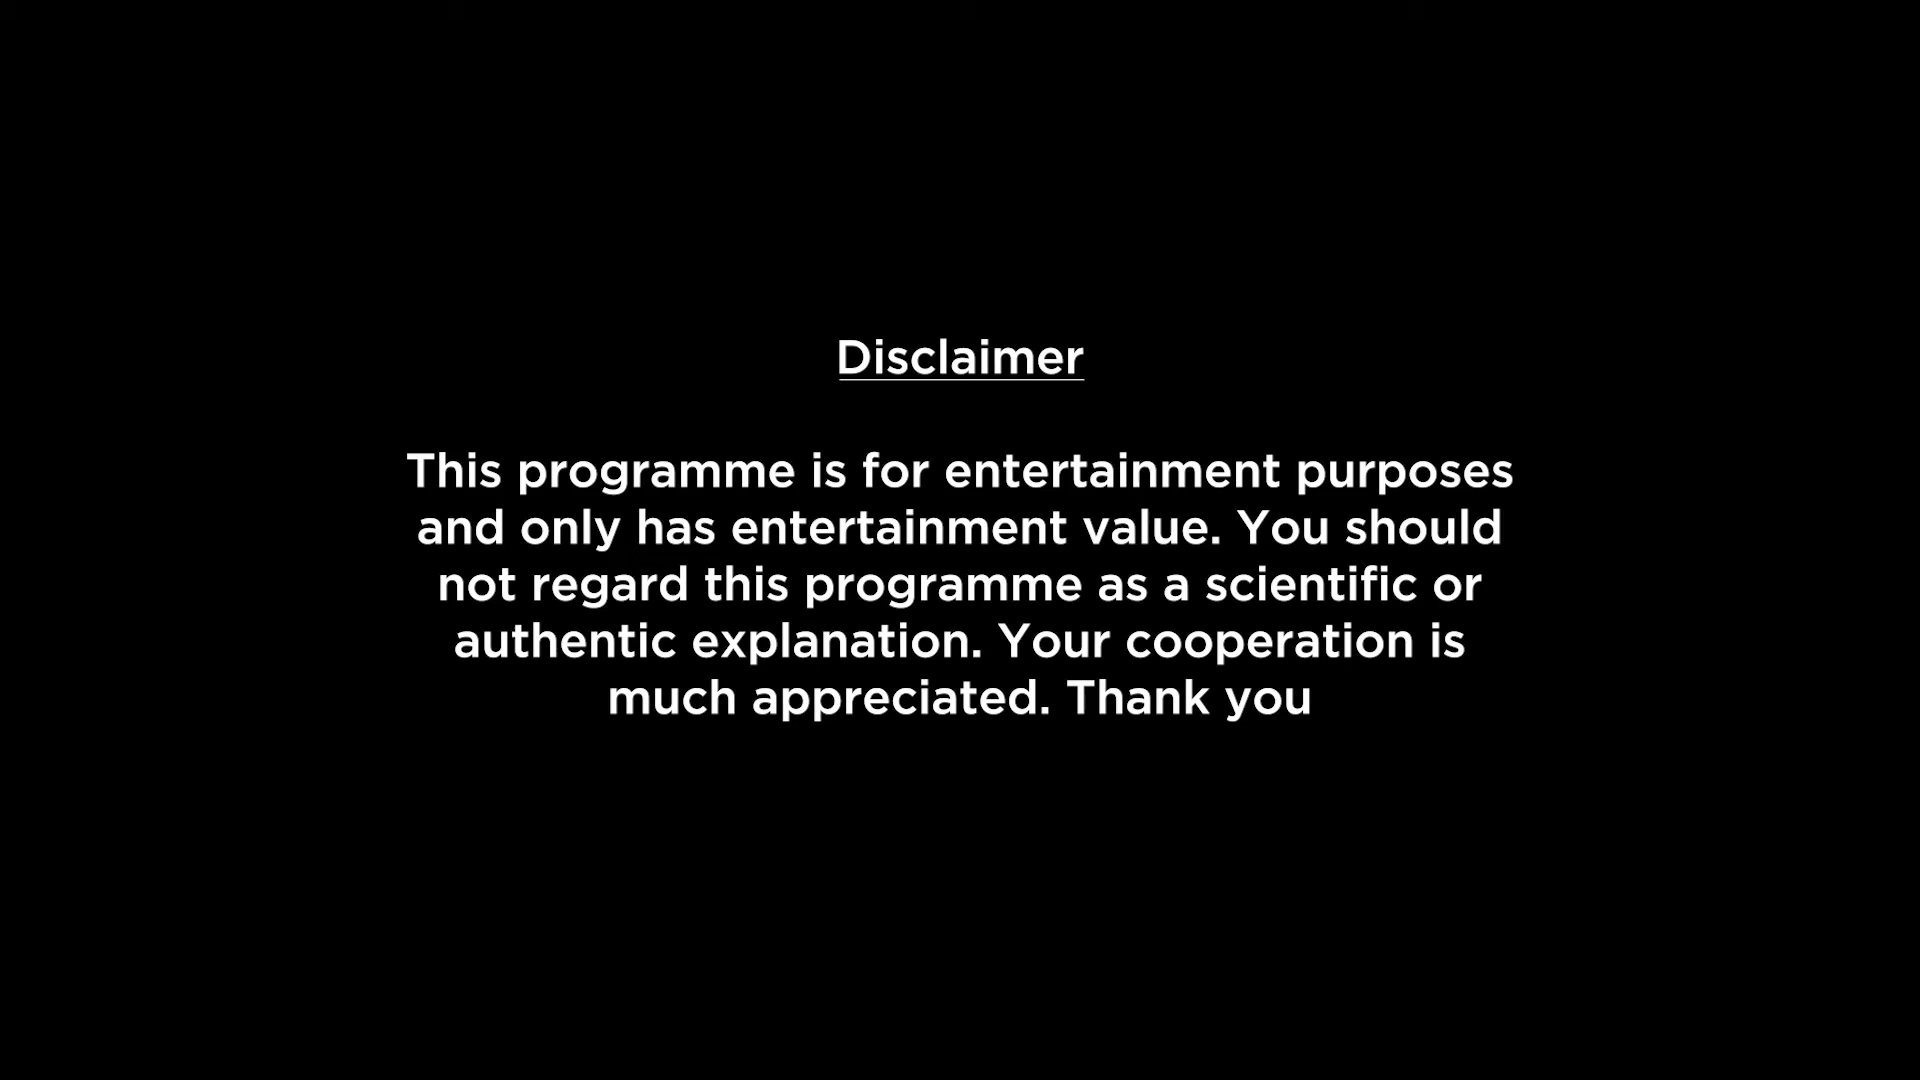 Disclaimer
This programme is for entertainment purposes
and only has entertainment value. You should
not regard this programme as a scientific or
authentic explanation. Your cooperation is
much appreciated. Thank you